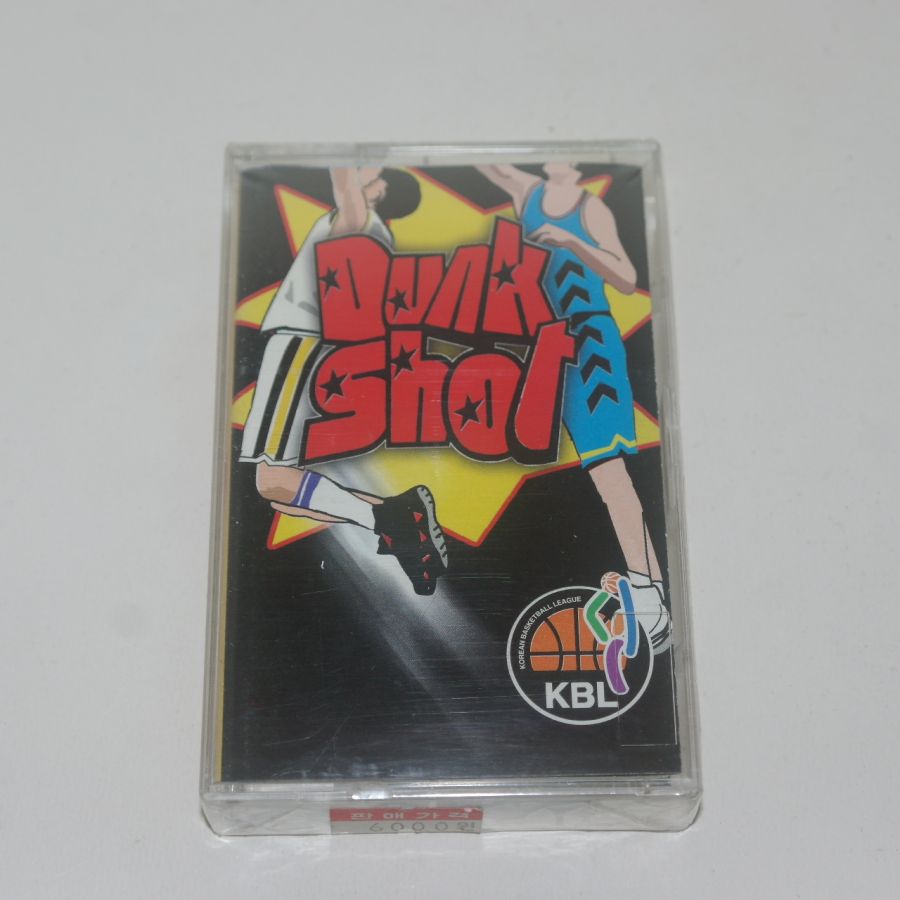 Dunk
Shot
KOREAN BASKETBALL LEAGUE
KBL
판매가격
6000원